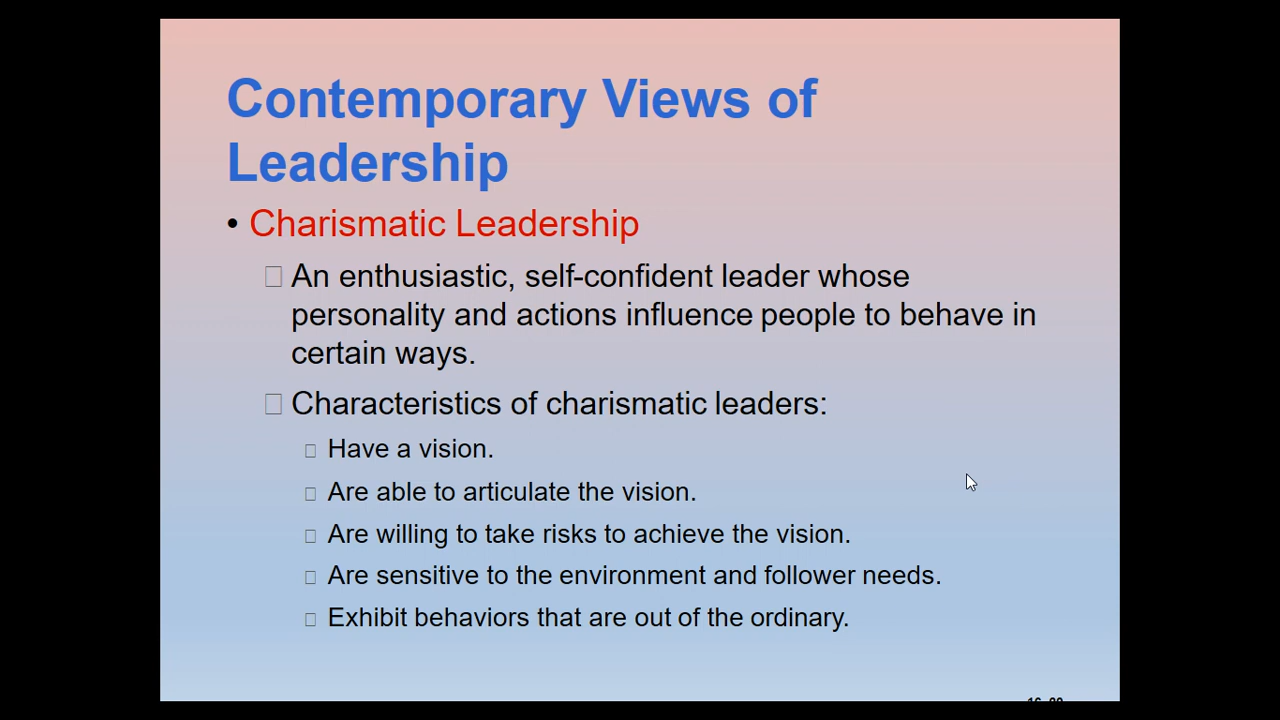 Contemporary Views of
Leadership
• Charismatic Leadership
An enthusiastic, self-confident leader whose
personality and actions influence people to behave in
certain ways.
Characteristics of charismatic leaders:
Have a vision.
Are able to articulate the vision.
Are willing to take risks to achieve the vision.
Are sensitive to the environment and follower needs.
Exhibit behaviors that are out of the ordinary.